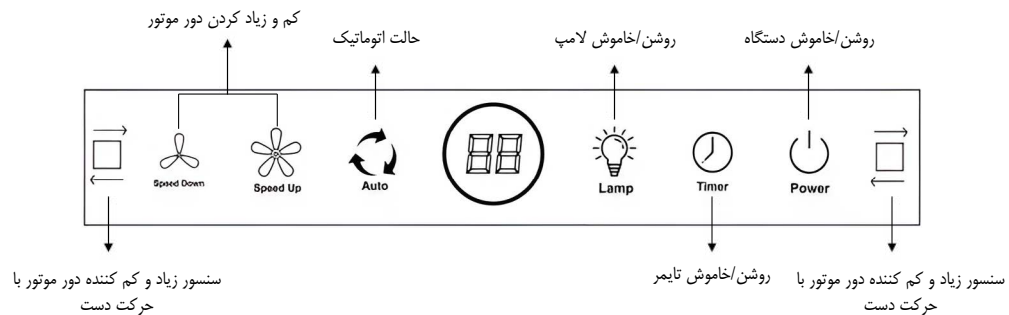 کم و زیاد کردن دور موتور
حالت اتوماتیک
روشن/خاموش لامپ
روشن/خاموش دستگاه
Speed Down
Speed Up
Auto
88
Lamp
Timer
Power
سنسور زیاد و کم کننده دور موتور با
حرکت دست
روشن/خاموش تایمر
سنسور زیاد و کم کننده دور موتور با
حرکت دست